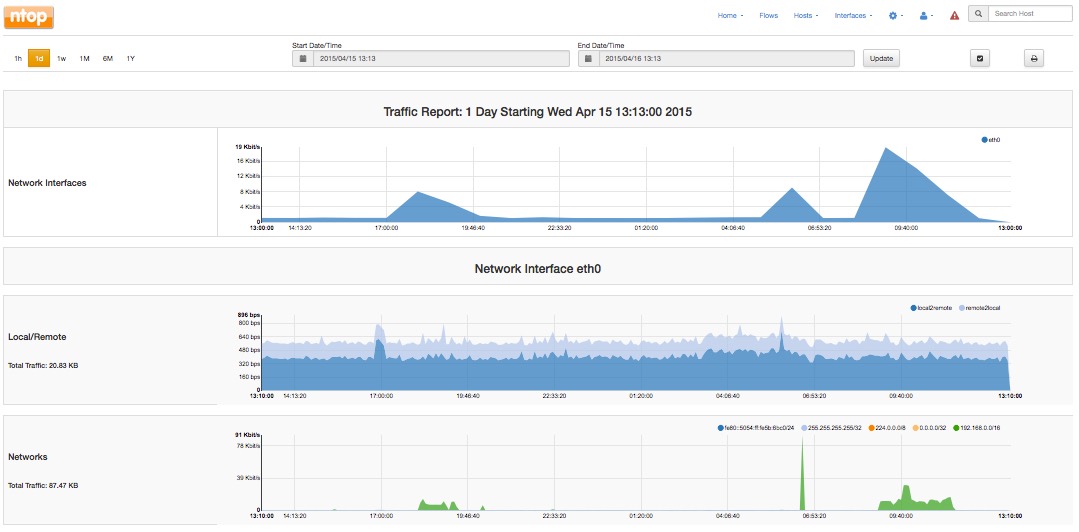 ntop
Home Flows Hosts Interfaces Search Host
1h 1d 1w 1M 6M 1Y
Start Date/Time
2015/04/15 13:13
End Date/Time
2015/04/16 13:13
Update
Traffic Report: 1 Day Starting Wed Apr 15 13:13:00 2015
Network Interfaces
eth0
19 Kbit/s
16 Kbit/s
12 Kbit/s
8 Kbit/s
4 Kbit/s
0
13:00:00 14:13:20 17:00:00 19:46:40 22:33:20 01:20:00 04:06:40 06:53:20 09:40:00 13:00:00
Network Interface eth0
Local/Remote
Total Traffic: 20.83 KB
local2remote remote2local
896 bps
800 bps
640 bps
480 bps
320 bps
160 bps
0
13:10:00 14:13:20 17:00:00 19:46:40 22:33:20 01:20:00 04:06:40 06:53:20 09:40:00 13:10:00
Networks
Total Traffic: 87.47 KB
255.255.255.255/32 224.0.0.0/8 0.0.0.0/32 192.168.0.0/16
91 Kbit/s
78 Kbit/s
39 Kbit/s
0
13:10:00 14:13:20 17:00:00 19:46:40 22:33:20 01:20:00 04:06:40 06:53:20 09:40:00 13:10:00